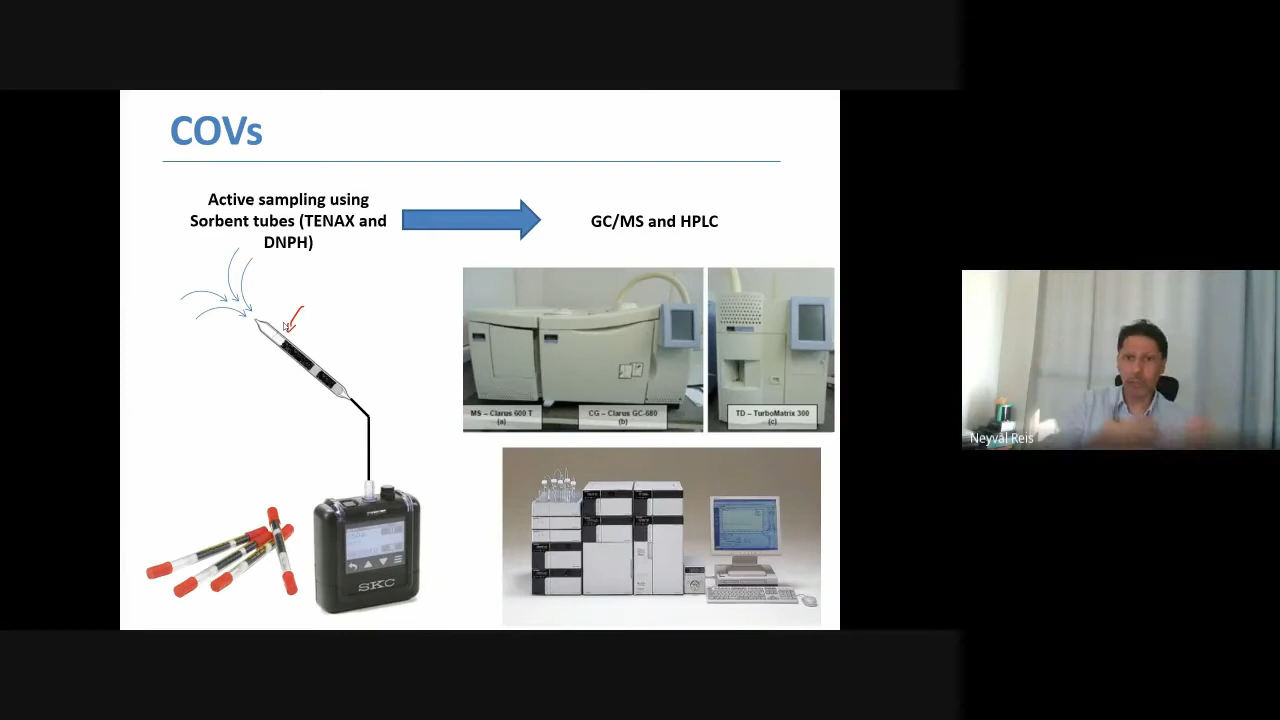 COVs
Active sampling using
Sorbent tubes (TENAX and
DNPH)
GC/MS and HPLC
MS – Clarus 600 T
(a)
CG – Clarus GC-680
(b)
TD – TurboMatrix 300
(c)
SKC
Neyval Reis